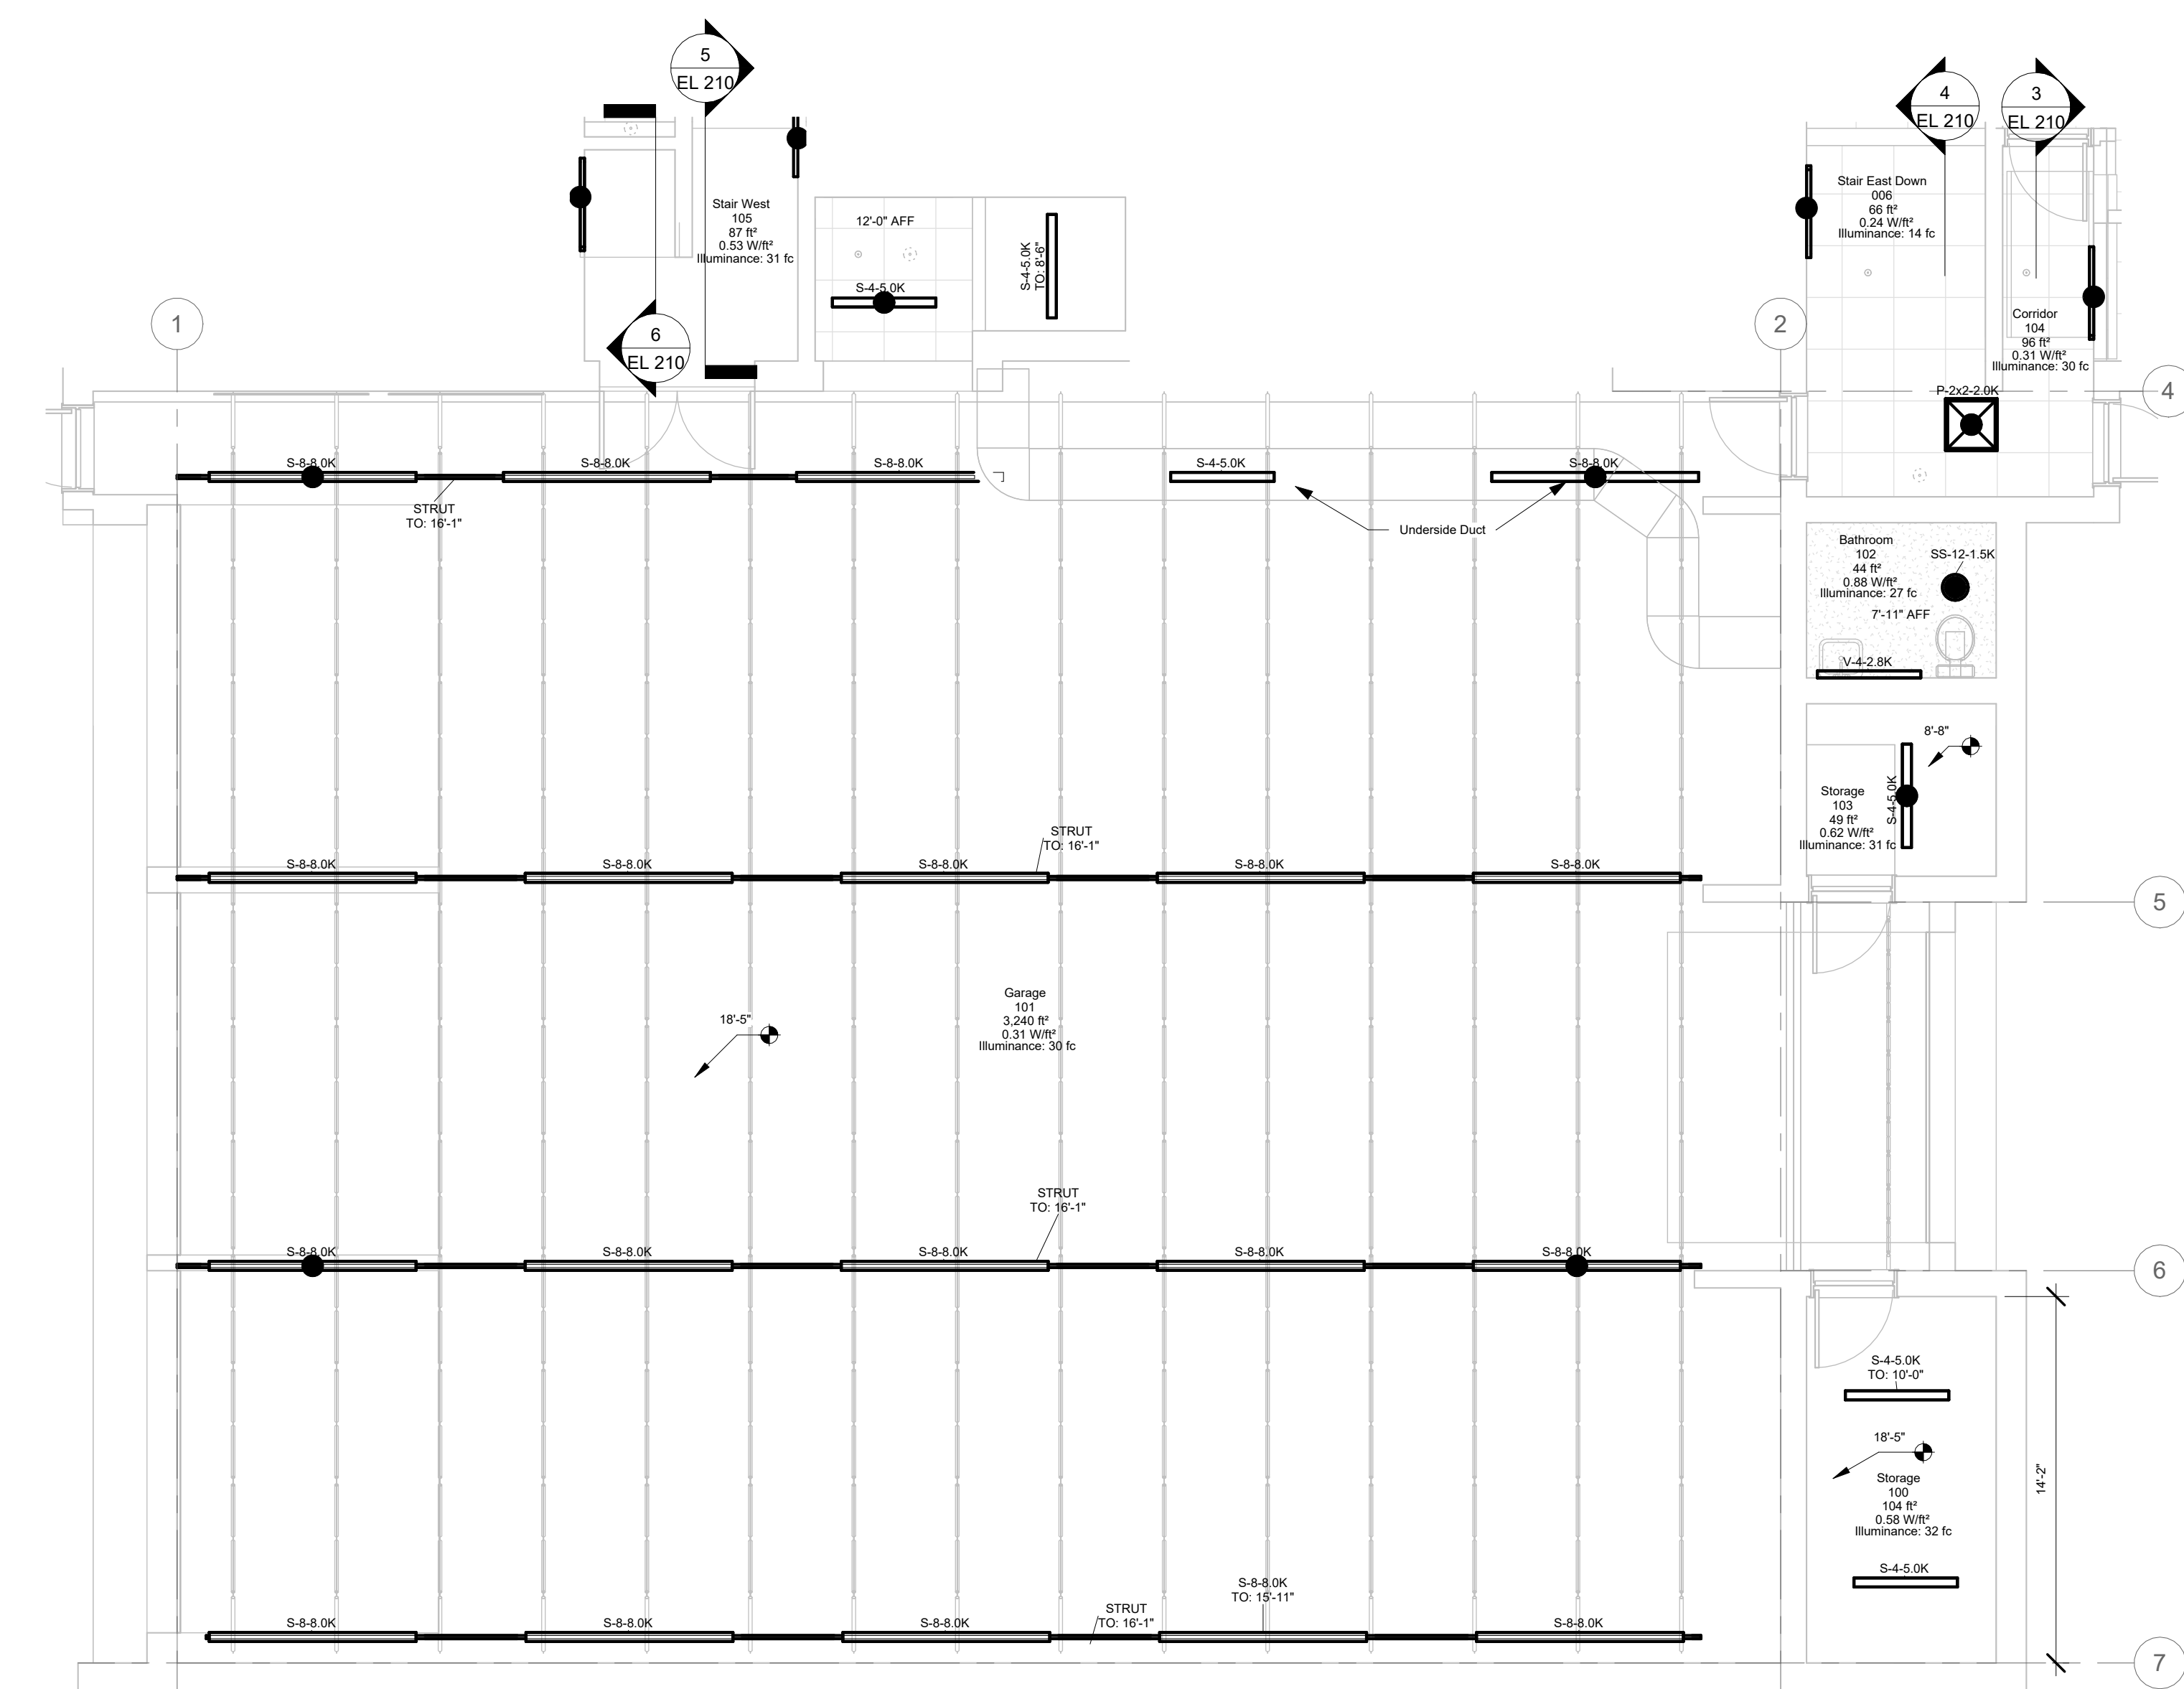 5
EL 210
4
EL 210
3
EL 210
Stair West
105
87 ft²
0.53 W/ft²
Illuminance: 31 fc
12'-0" AFF
S-4-5.0K
S-4-5.0K
TO: 8'-6"
Stair East Down
006
66 ft²
0.24 W/ft²
Illuminance: 14 fc
Corridor
104
96 ft²
0.31 W/ft²
Illuminance: 30 fc
1
6
EL 210
2
P-2x2-2.0K
4
S-8-8.0K
S-8-8.0K
S-8-8.0K
S-4-5.0K
S-8-8.0K
STRUT
TO: 16'-1"
Underside Duct
Bathroom
102
44 ft²
0.88 W/ft²
Illuminance: 27 fc
SS-12-1.5K
7'-11" AFF
V-4-2.8K
8'-8"
S-4-5.0K
Storage
103
49 ft²
0.62 W/ft²
Illuminance: 31 fc
STRUT
TO: 16'-1"
S-8-8.0K
S-8-8.0K
S-8-8.0K
S-8-8.0K
S-8-8.0K
5
Garage
101
3,240 ft²
0.31 W/ft²
Illuminance: 30 fc
18'-5"
STRUT
TO: 16'-1"
S-8-8.0K
S-8-8.0K
S-8-8.0K
S-8-8.0K
S-8-8.0K
6
S-4-5.0K
TO: 10'-0"
18'-5"
Storage
100
104 ft²
0.58 W/ft²
Illuminance: 32 fc
14'-2"
S-4-5.0K
S-8-8.0K
TO: 15'-11"
STRUT
TO: 16'-1"
S-8-8.0K
S-8-8.0K
S-8-8.0K
S-8-8.0K
7